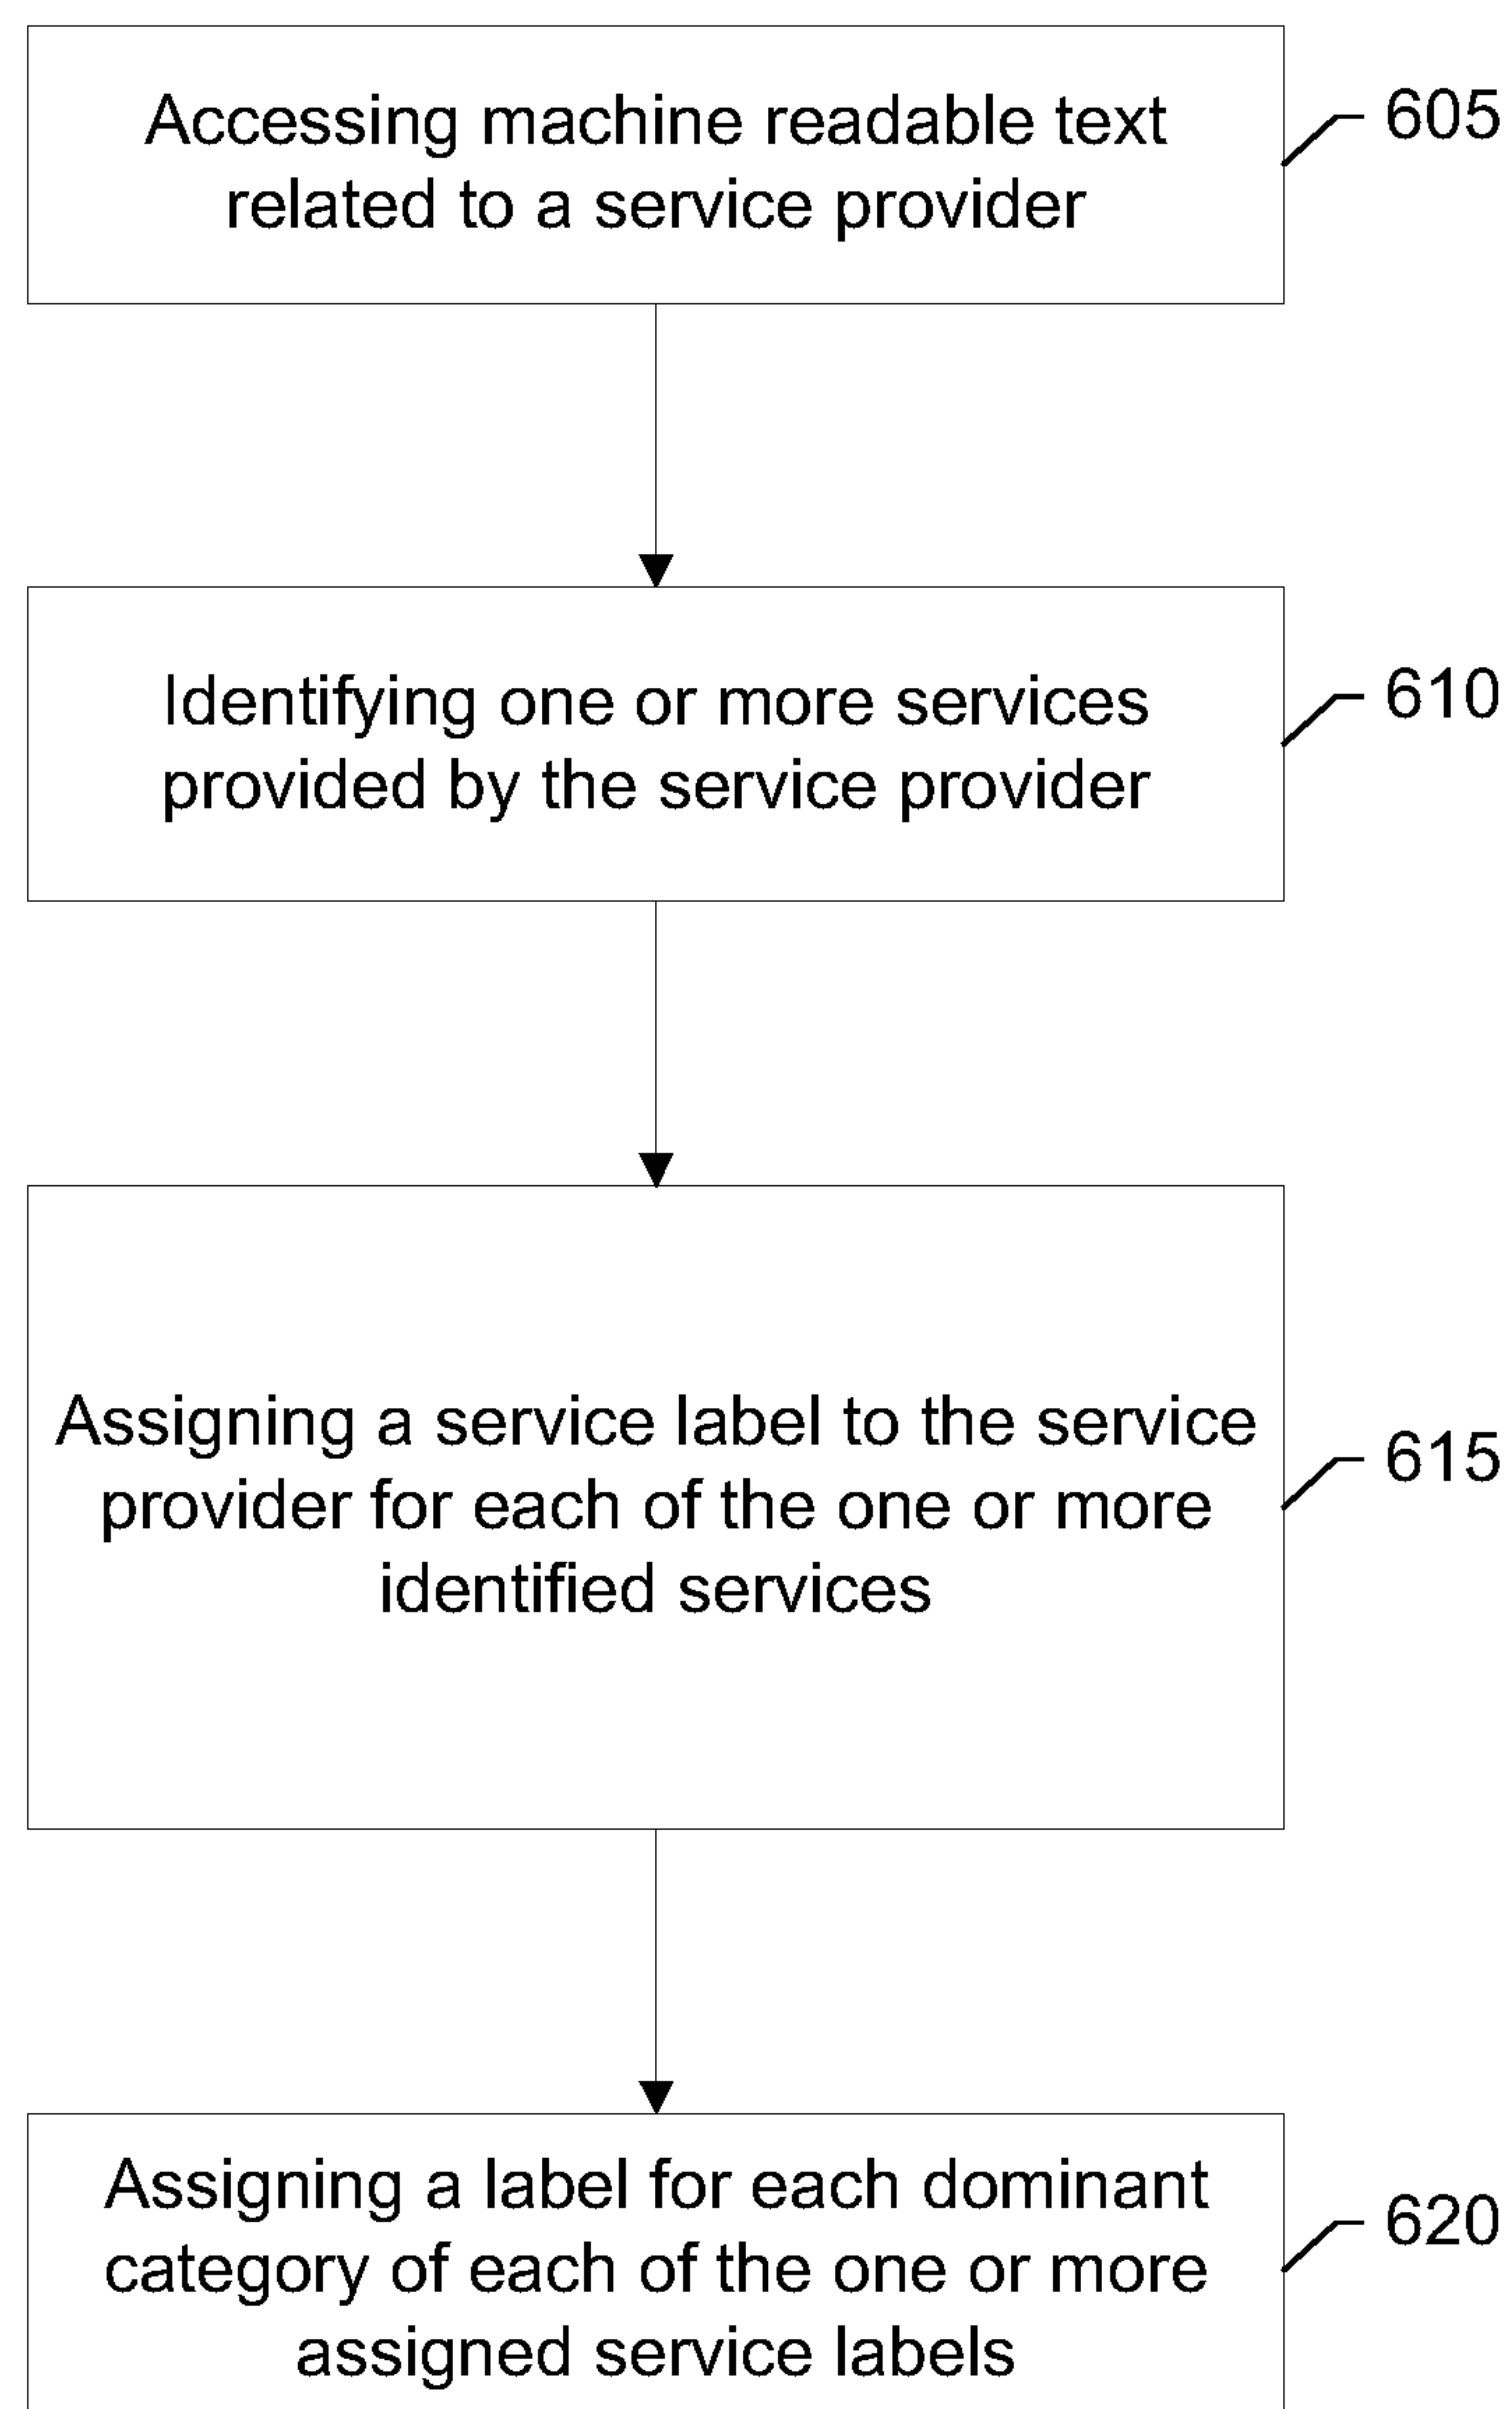 Accessing machine readable text
related to a service provider
605
Identifying one or more services
provided by the service provider
610
Assigning a service label to the service
provider for each of the one or more
identified services
615
Assigning a label for each dominant
category of each of the one or more
assigned service labels
620